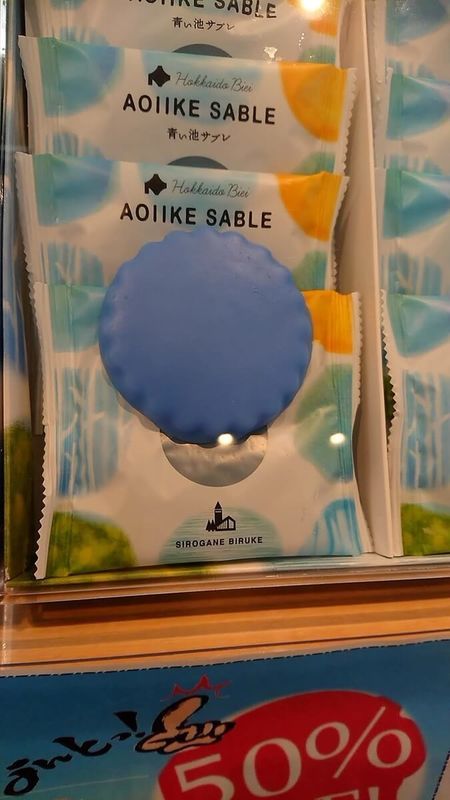 AOIIKE SABLE
青い池サブレ
Hokkaido Biei
AOIIKE SABLE
青い池サブレ
Hokkaido Biei
AOIIKE SABLE
SIROGANE BIRUKE
50%